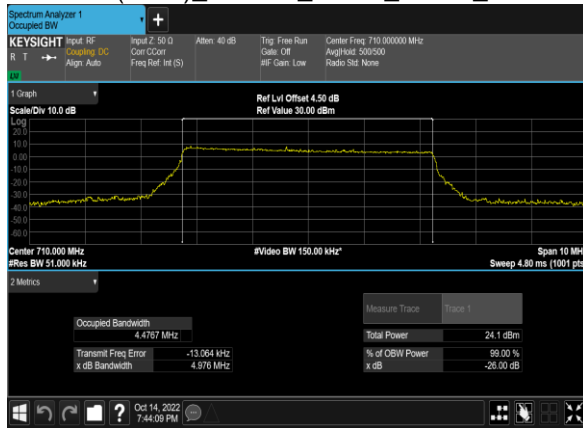 Spectrum Analyzer 1
Occupied BW
+
KEYSIGHT Input: RF Input Z: 50 Ω Atten: 40 dB Trig: Free Run Center Freq: 710.000000 MHz
R T Coupling: DC Corr CCorr Gate: Off Avg|Hold: 500/500
Align: Auto Freq Ref: Int (S) #IF Gain: Low Radio Std: None
1 Graph
Ref Lvl Offset 4.50 dB
Scale/Div 10.0 dB Ref Value 30.00 dBm
Log
20.0
10.0
0.00
-10.0
-20.0
-30.0
-40.0
-50.0
-60.0
Center 710.000 MHz #Video BW 150.00 kHz* Span 10 MH
#Res BW 51.000 kHz Sweep 4.80 ms (1001 pts
2 Metrics
Measure Trace Trace 1
Occupied Bandwidth
4.4767 MHz Total Power 24.1 dBm
Transmit Freq Error -13.064 kHz % of OBW Power 99.00 %
x dB Bandwidth 4.976 MHz x dB -26.00 dB
? Oct 14, 2022
7:44:09 PM